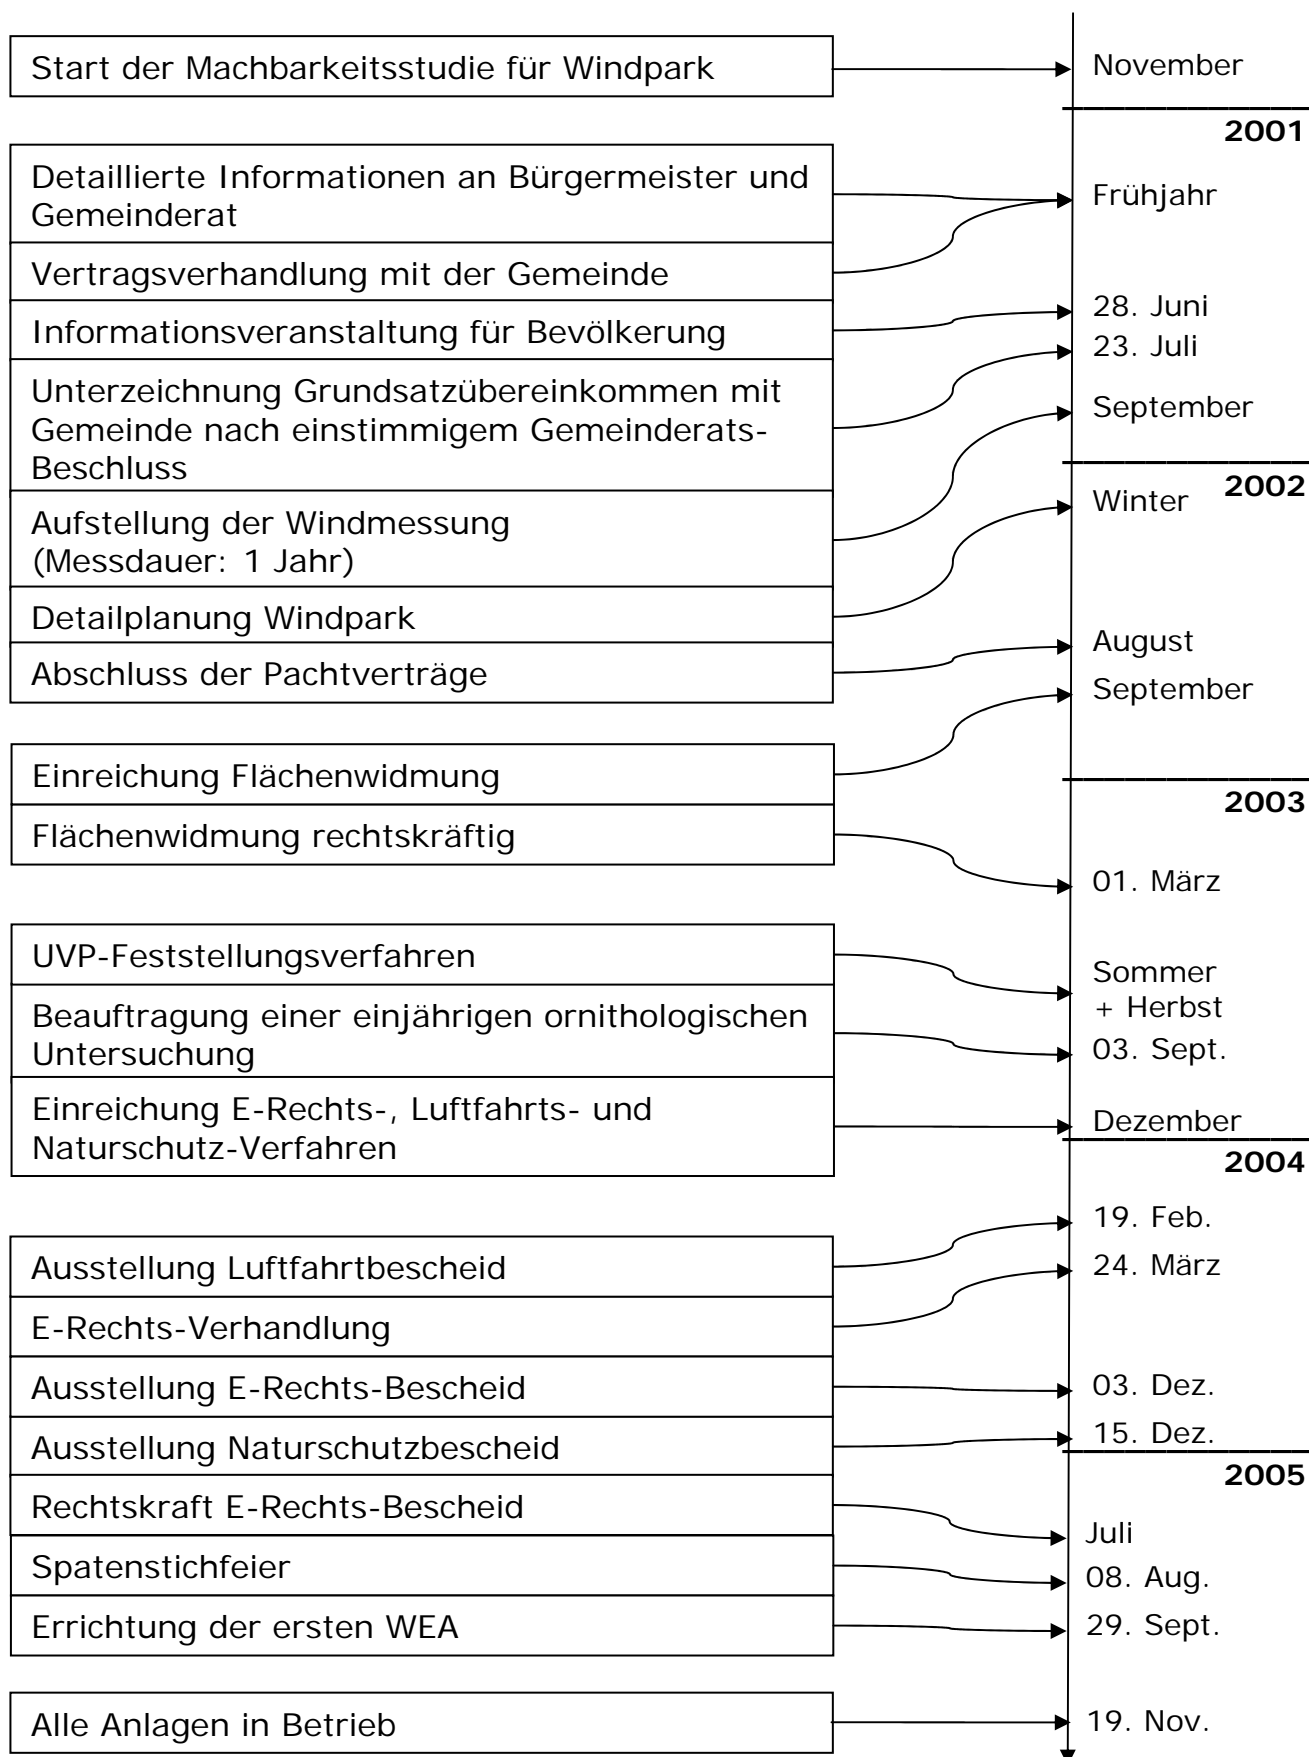 Start der Machbarkeitsstudie für Windpark
November
2001
Detaillierte Informationen an Bürgermeister und
Gemeinderat
Frühjahr
Vertragsverhandlung mit der Gemeinde
Informationsveranstaltung für Bevölkerung
28. Juni
Unterzeichnung Grundsatzübereinkommen mit
Gemeinde nach einstimmigem Gemeinderats-
Beschluss
23. Juli
Aufstellung der Windmessung
(Messdauer: 1 Jahr)
September
2002
Detailplanung Windpark
Winter
Abschluss der Pachtverträge
August
Einreichung Flächenwidmung
September
2003
Flächenwidmung rechtskräftig
01. März
UVP-Feststellungsverfahren
Sommer
+ Herbst
Beauftragung einer einjährigen ornithologischen
Untersuchung
03. Sept.
Einreichung E-Rechts-, Luftfahrts- und
Naturschutz-Verfahren
Dezember
2004
Ausstellung Luftfahrtbescheid
19. Feb.
E-Rechts-Verhandlung
24. März
Ausstellung E-Rechts-Bescheid
03. Dez.
Ausstellung Naturschutzbescheid
15. Dez.
2005
Rechtskraft E-Rechts-Bescheid
Juli
Spatenstichfeier
08. Aug.
Errichtung der ersten WEA
29. Sept.
Alle Anlagen in Betrieb
19. Nov.